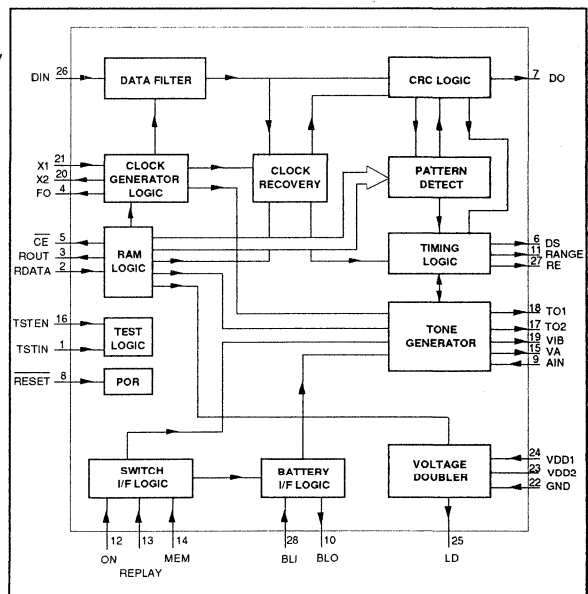 DIN 26 DATA FILTER CRC LOGIC 7 DO
X1 21
X2 20
FO 4
CLOCK GENERATOR LOGIC
CLOCK RECOVERY
PATTERN DETECT
CE 5
ROUT 3
RDATA 2
RAM LOGIC
TIMING LOGIC
6 DS
11 RANGE
27 RE
TSTEN 16
TSTIN 1
TEST LOGIC
TONE GENERATOR
18 TO1
17 TO2
19 VIB
15 VA
9 AIN
RESET 8 POR
SWITCH I/F LOGIC
BATTERY I/F LOGIC
VOLTAGE DOUBLER
24 VDD1
23 VDD2
22 GND
12 13 14 28 10 25
ON REPLAY MEM BLI BLO LD